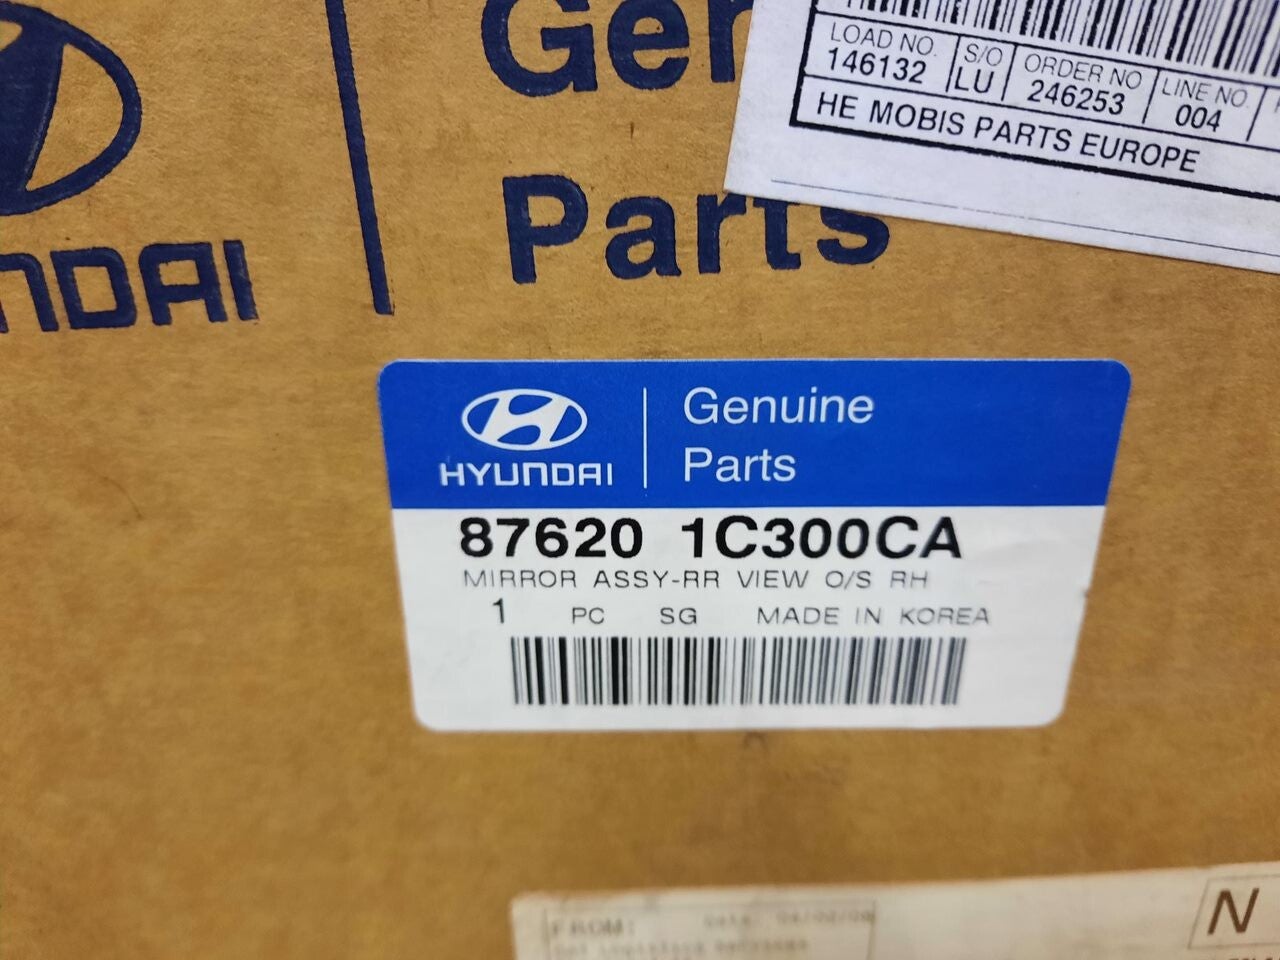 Gen
Parts
NDAI
LOAD NO.
146132
S/O
LU
ORDER NO
246253
LINE NO.
004
HE MOBIS PARTS EUROPE
HYUNDAI
Genuine
Parts
87620 1C300CA
MIRROR ASSY-RR VIEW O/S RH
1 PC SG MADE IN KOREA
FROM:
N